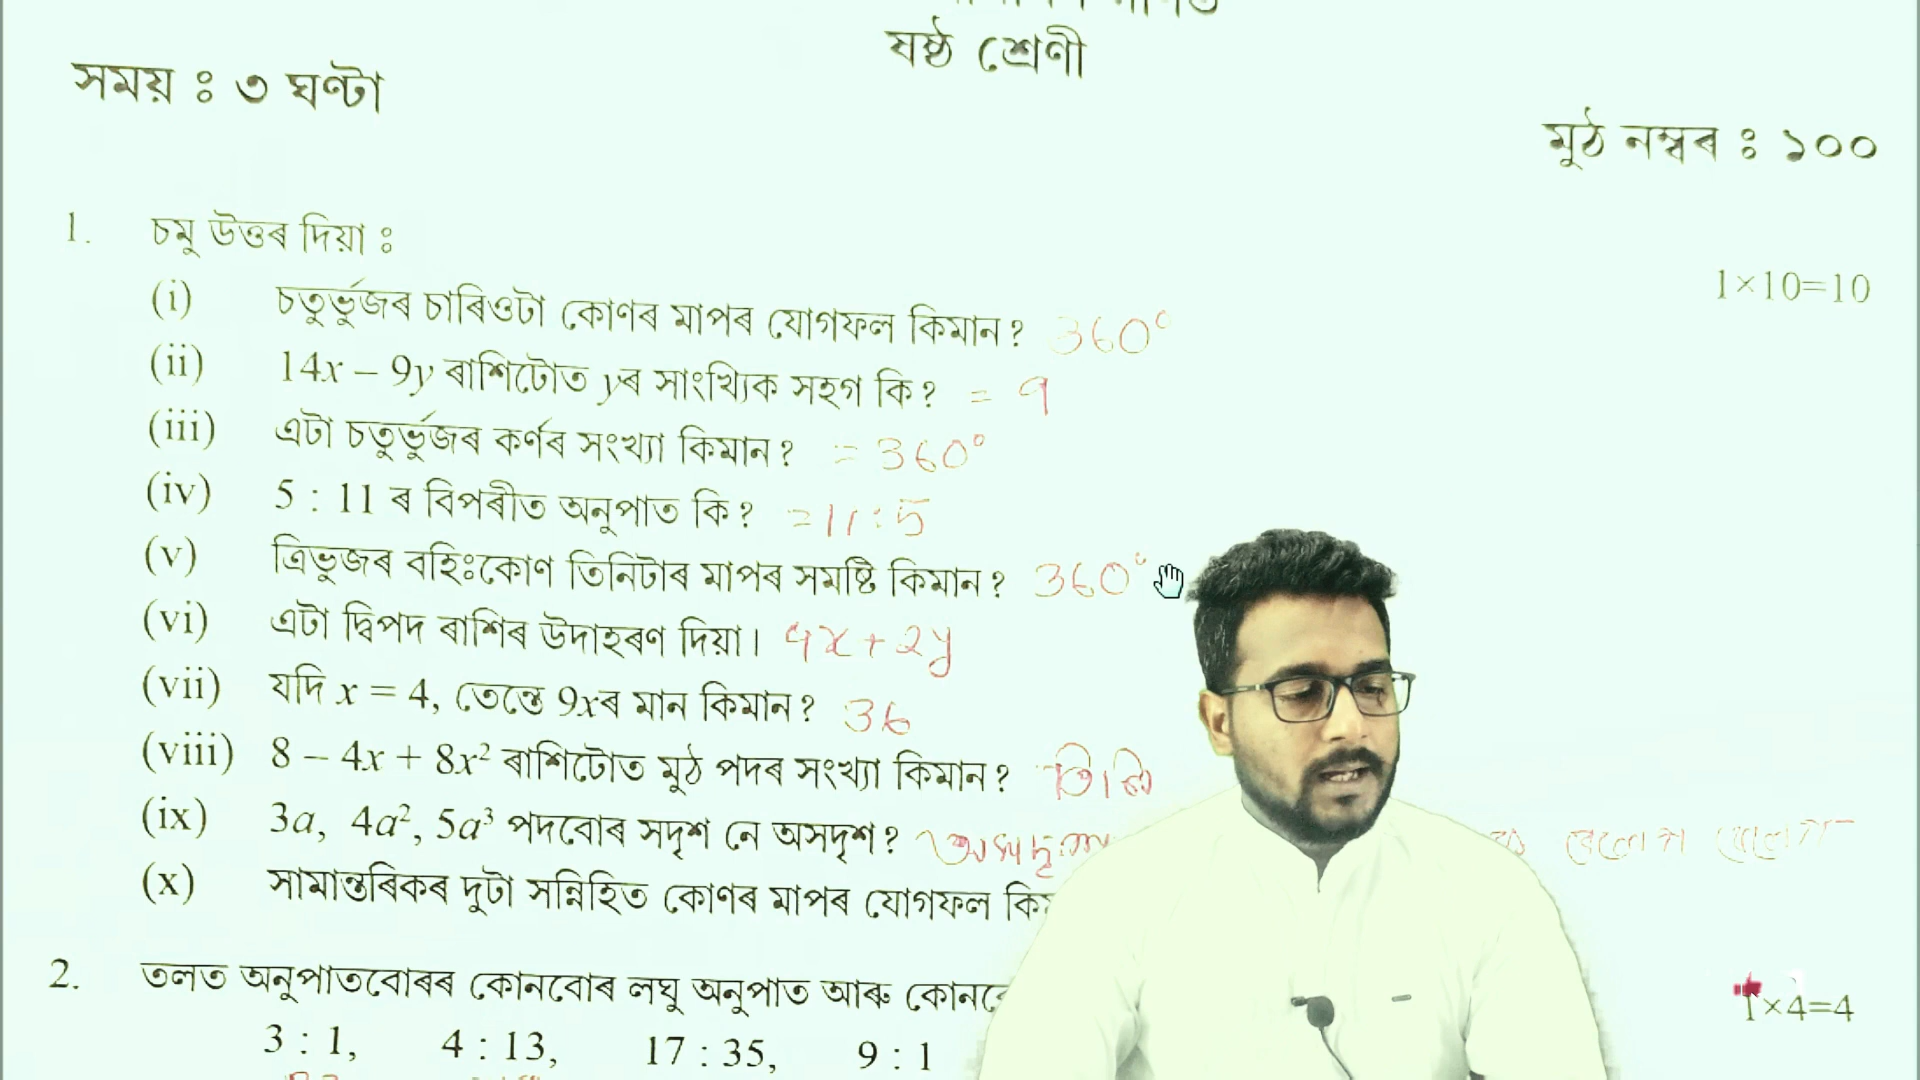 ষষ্ঠ শ্ৰেণী
সময় ঃ ৩ ঘণ্টা
মুঠ নম্বৰ ঃ ১০০
1. চমু উত্তৰ দিয়া ঃ
1×10=10
(i) চতুৰ্ভুজৰ চাৰিওটা কোণৰ মাপৰ যোগফল কিমান? 360°
(ii) 14x – 9y ৰাশিটোত yৰ সাংখ্যিক সহগ কি? = 9
(iii) এটা চতুৰ্ভুজৰ কৰ্ণৰ সংখ্যা কিমান? = 360°
(iv) 5 : 11 ৰ বিপৰীত অনুপাত কি? = 11 : 5
(v) ত্ৰিভুজৰ বহিঃকোণ তিনিটাৰ মাপৰ সমষ্টি কিমান? 360°
(vi) এটা দ্বিপদ ৰাশিৰ উদাহৰণ দিয়া। 4x + 2y
(vii) যদি x = 4, তেন্তে 9xৰ মান কিমান? 36
(viii) 8 – 4x + 8x² ৰাশিটোত মুঠ পদৰ সংখ্যা কিমান?
(ix) 3a, 4a², 5a³ পদবোৰ সদৃশ নে অসদৃশ? অসদৃশ
(x) সামান্তৰিকৰ দুটা সন্নিহিত কোণৰ মাপৰ যোগফল
2. তলত অনুপাতবোৰৰ কোনবোৰ লঘু অনুপাত আৰু
1×4=4
3 : 1, 4 : 13, 17 : 35, 9 : 1